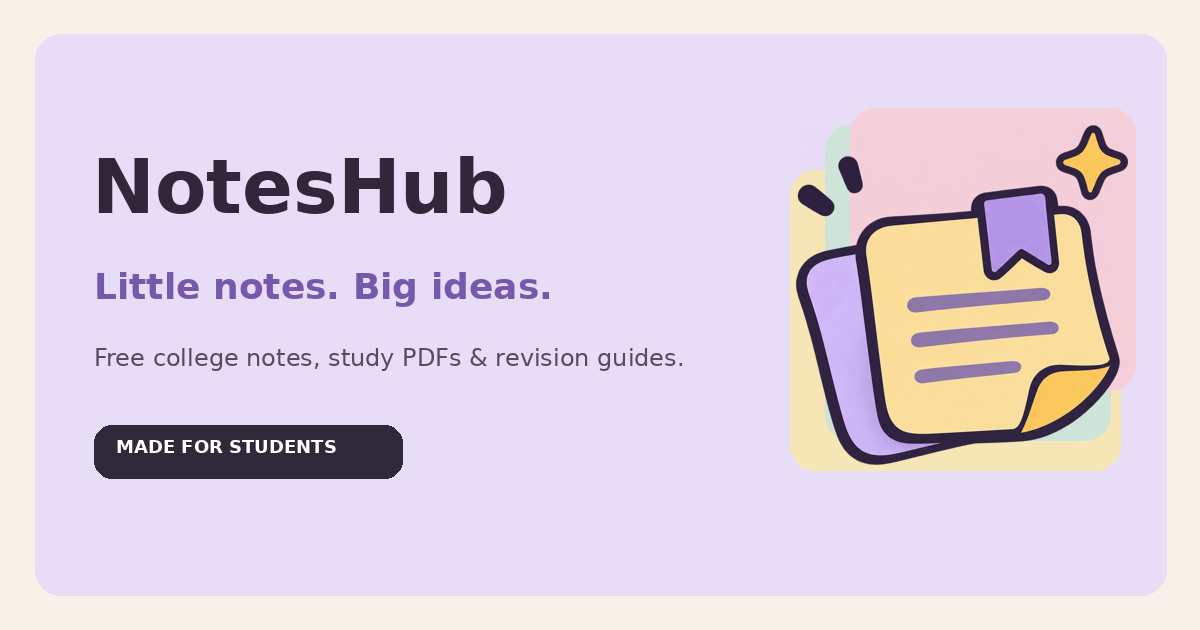 NotesHub
Little notes. Big ideas.
Free college notes, study PDFs & revision guides.
MADE FOR STUDENTS